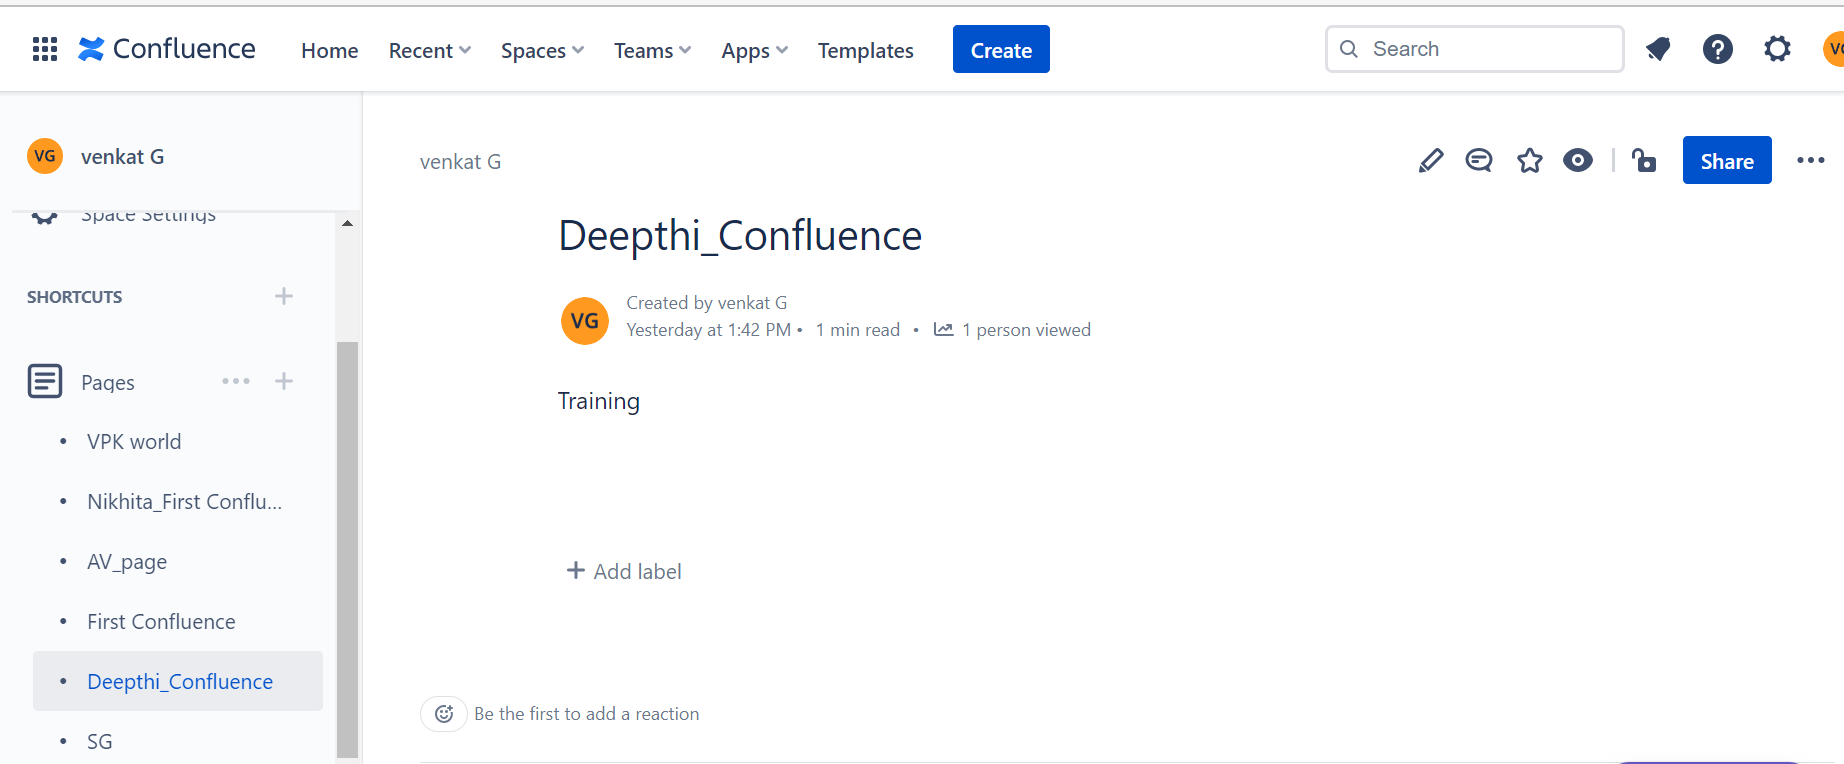 Confluence Home Recent Spaces Teams Apps Templates Create Search VG
VG venkat G
Space Settings
SHORTCUTS
Pages
VPK world
Nikhita_First Conflu...
AV_page
First Confluence
Deepthi_Confluence
SG
venkat G
Share
Deepthi_Confluence
VG
Created by venkat G
Yesterday at 1:42 PM • 1 min read • 1 person viewed
Training
Add label
Be the first to add a reaction